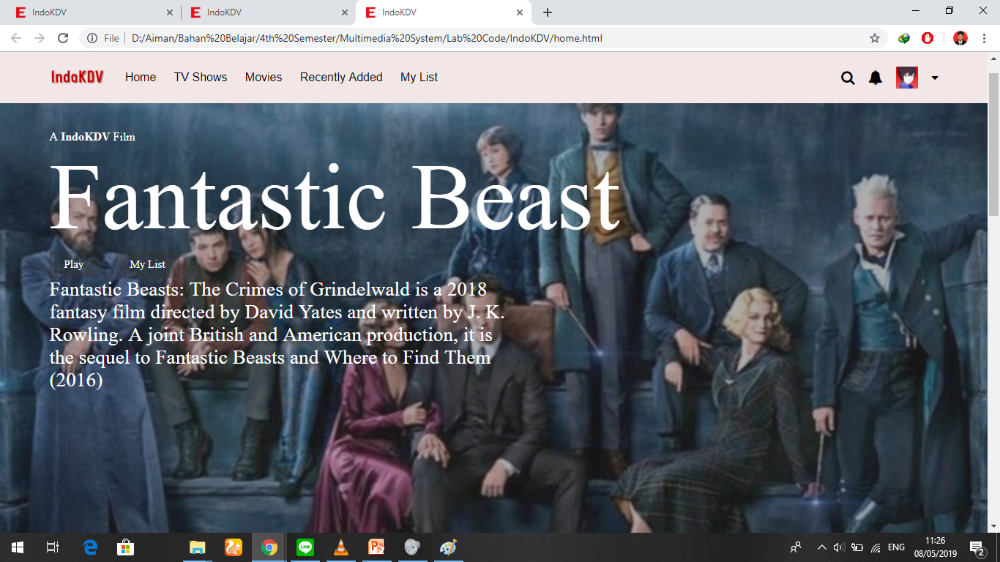 IndoKDV
IndoKDV
IndoKDV
File
D:/Aiman/Bahan%20Belajar/4th%20Semester/Multimedia%20System/Lab%20Code/IndoKDV/home.html
IndoKDV
Home
TV Shows
Movies
Recently Added
My List
A IndoKDV Film
Fantastic Beast
Play
My List
Fantastic Beasts: The Crimes of Grindelwald is a 2018
fantasy film directed by David Yates and written by J. K.
Rowling. A joint British and American production, it is
the sequel to Fantastic Beasts and Where to Find Them
(2016)
LINE
ENG
11:26
08/05/2019
2